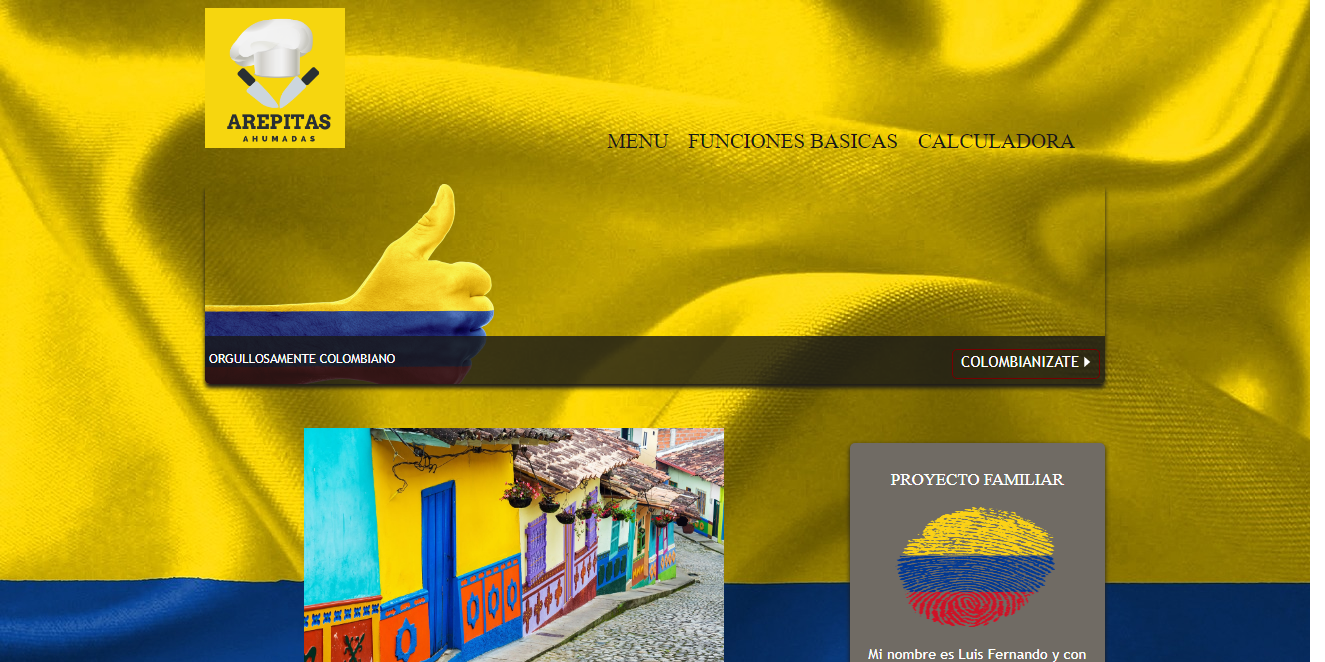 AREPITAS
AHUMADAS
MENU FUNCIONES BASICAS CALCULADORA
ORGULLOSAMENTE COLOMBIANO
COLOMBIANIZATE
PROYECTO FAMILIAR
Mi nombre es Luis Fernando y con